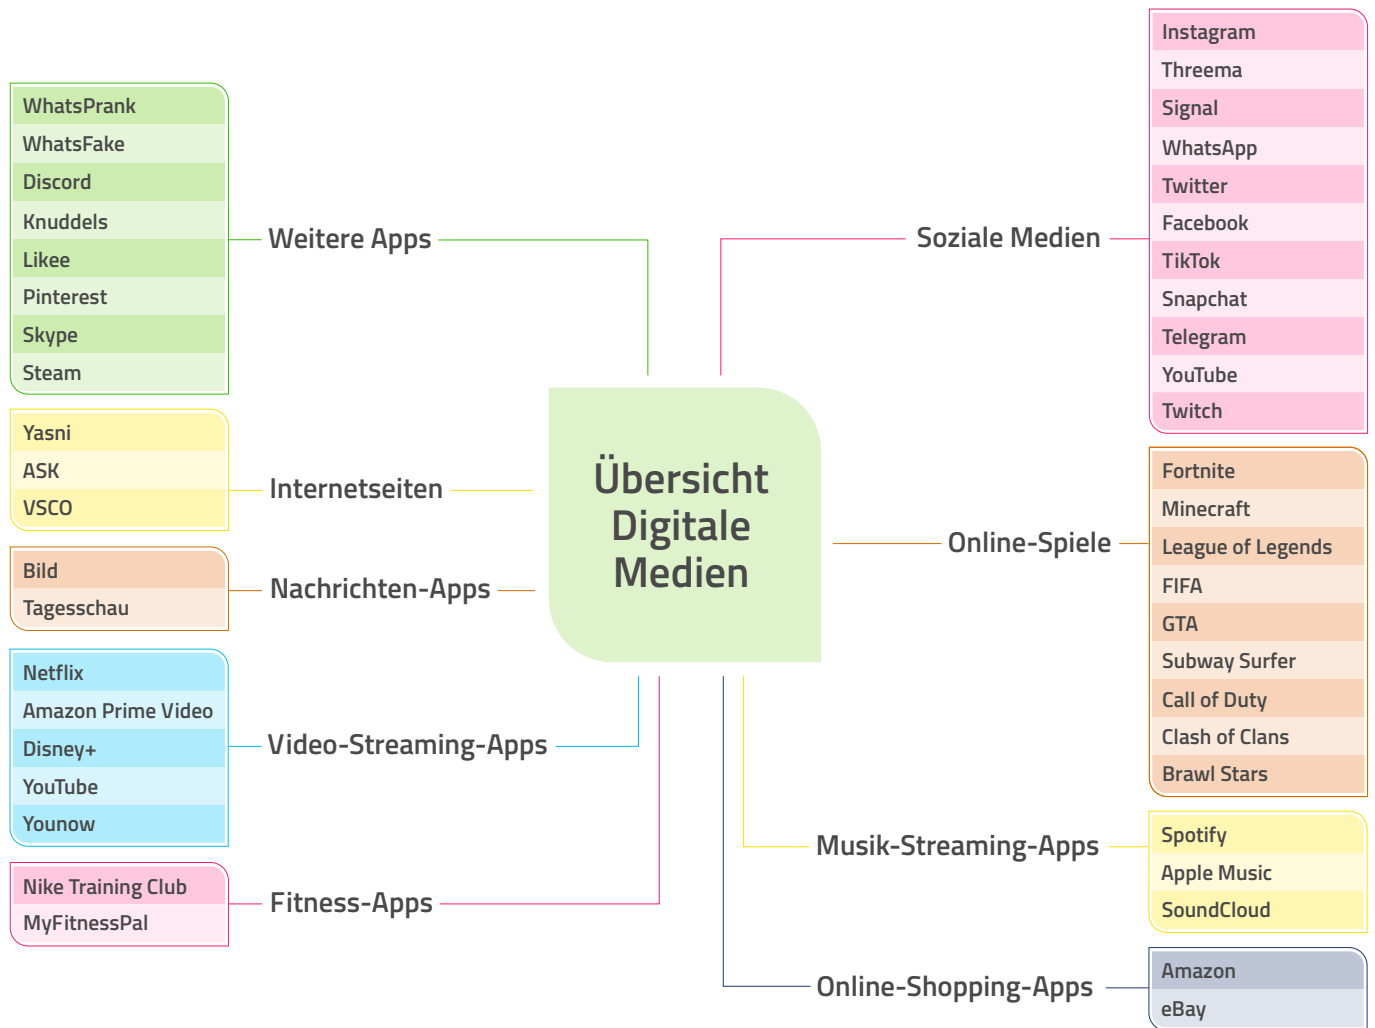 Übersicht
Digitale
Medien
Weitere Apps
WhatsPrank
WhatsFake
Discord
Knuddels
Likee
Pinterest
Skype
Steam
Internetseiten
Yasni
ASK
VSCO
Nachrichten-Apps
Bild
Tagesschau
Video-Streaming-Apps
Netflix
Amazon Prime Video
Disney+
YouTube
Younow
Fitness-Apps
Nike Training Club
MyFitnessPal
Soziale Medien
Instagram
Threema
Signal
WhatsApp
Twitter
Facebook
TikTok
Snapchat
Telegram
YouTube
Twitch
Online-Spiele
Fortnite
Minecraft
League of Legends
FIFA
GTA
Subway Surfer
Call of Duty
Clash of Clans
Brawl Stars
Musik-Streaming-Apps
Spotify
Apple Music
SoundCloud
Online-Shopping-Apps
Amazon
eBay